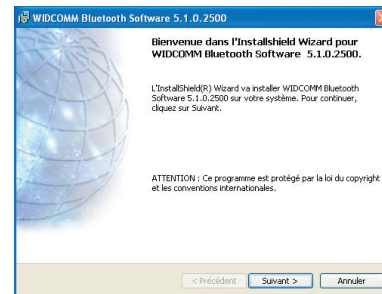 WIDCOMM Bluetooth Software 5.1.0.2500
Bienvenue dans l'Installshield Wizard pour
WIDCOMM Bluetooth Software 5.1.0.2500.
L'InstallShield(R) Wizard va installer WIDCOMM Bluetooth
Software 5.1.0.2500 sur votre système. Pour continuer,
cliquez sur Suivant.
ATTENTION : Ce programme est protégé par la loi du copyright
et les conventions internationales.
< Précédent
Suivant >
Annuler